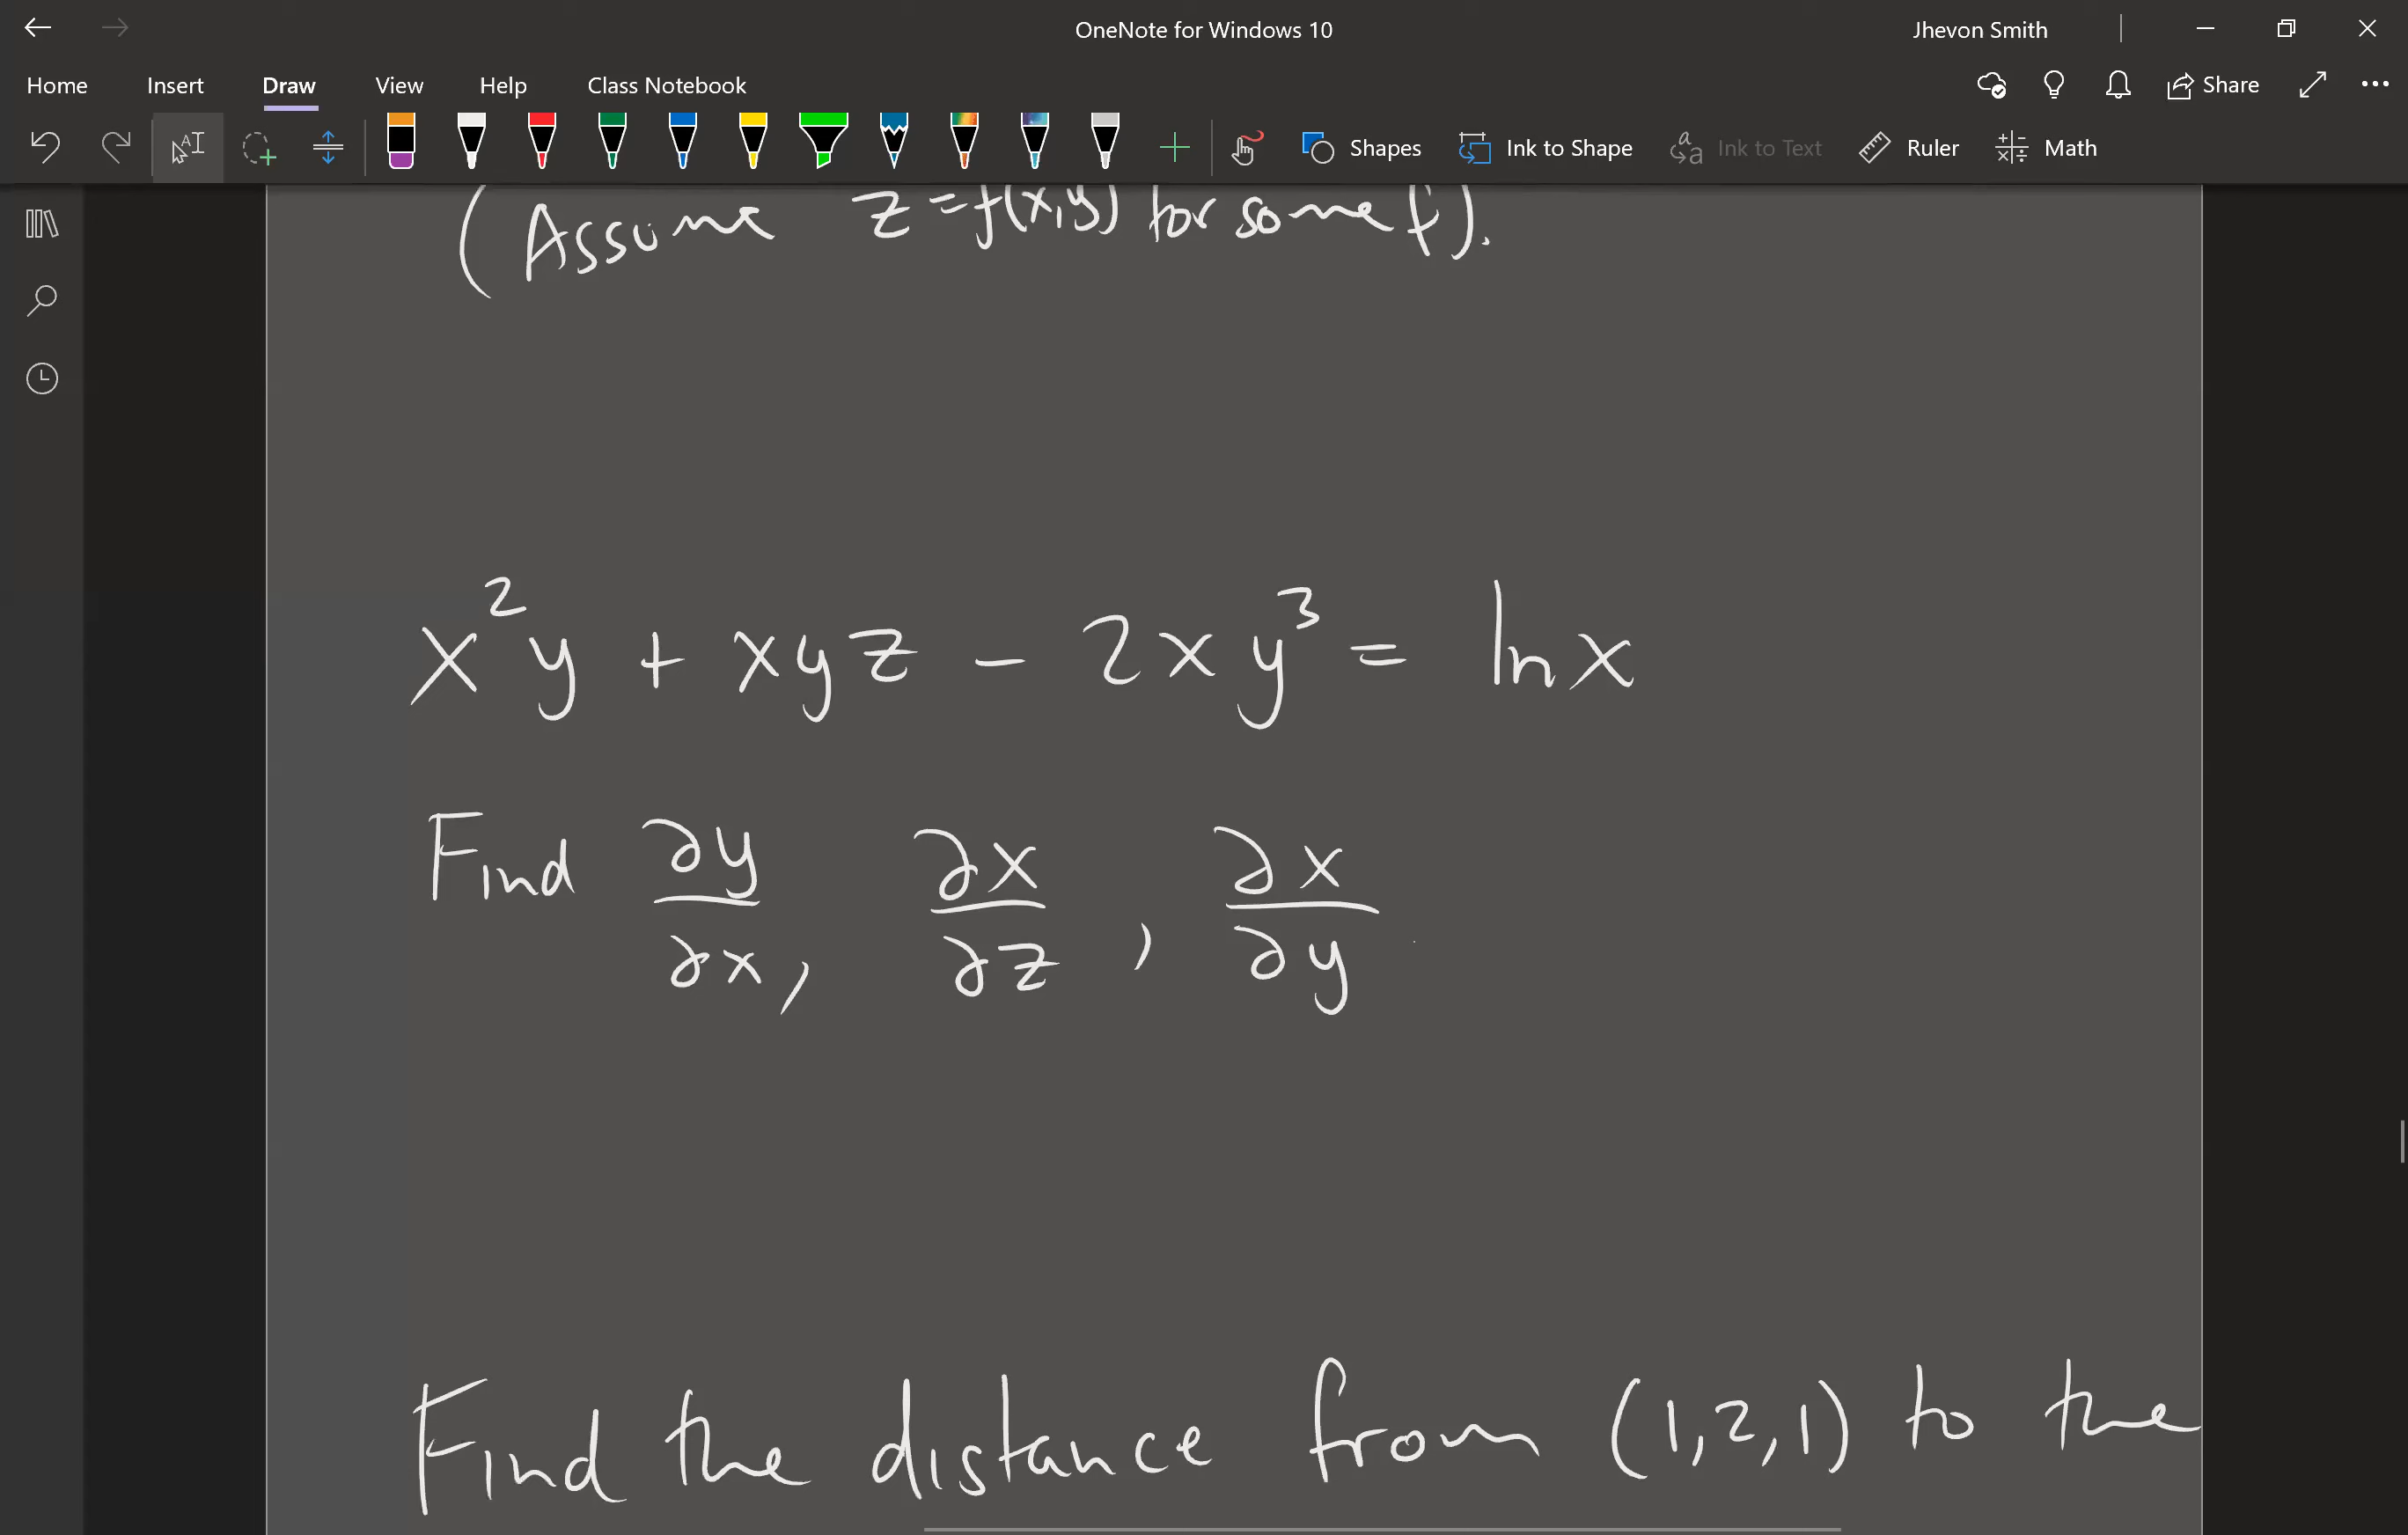 OneNote for Windows 10
Jhevon Smith
Home Insert Draw View Help Class Notebook Share
Shapes Ink to Shape Ink to Text Ruler Math
(Assume z = f(x,y) for some f).
x²y + xyz − 2xy³ = ln x
Find ∂y/∂x, ∂x/∂z, ∂x/∂y
Find the distance from (1,2,1) to the